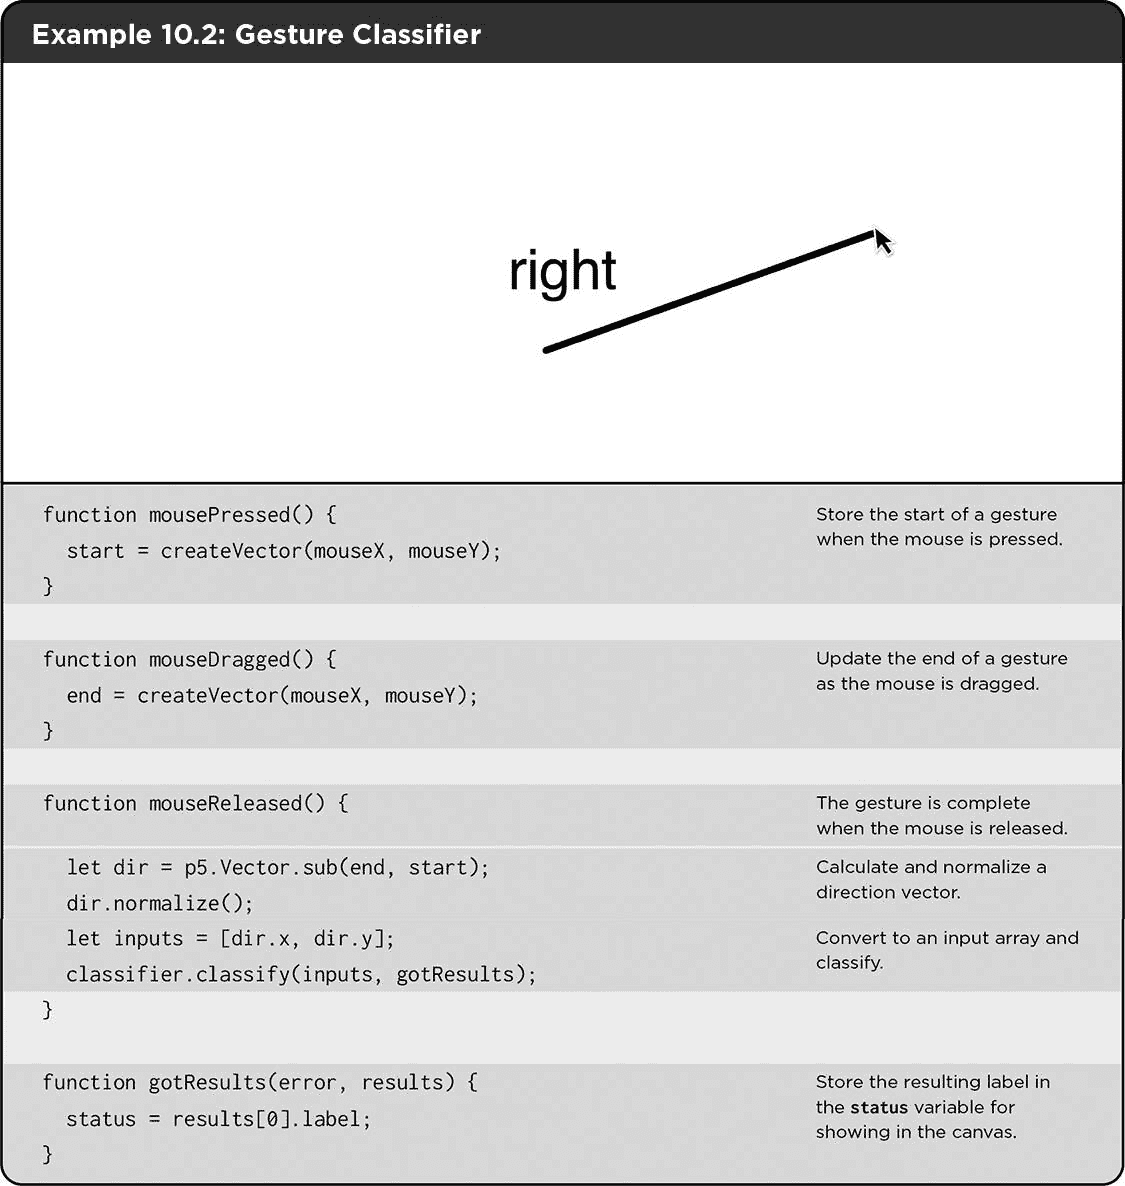 Example 10.2: Gesture Classifier
right
function mousePressed() {
Store the start of a gesture
when the mouse is pressed.
  start = createVector(mouseX, mouseY);
}
function mouseDragged() {
Update the end of a gesture
as the mouse is dragged.
  end = createVector(mouseX, mouseY);
}
function mouseReleased() {
The gesture is complete
when the mouse is released.
  let dir = p5.Vector.sub(end, start);
  dir.normalize();
Calculate and normalize a
direction vector.
  let inputs = [dir.x, dir.y];
  classifier.classify(inputs, gotResults);
Convert to an input array and
classify.
}
function gotResults(error, results) {
  status = results[0].label;
}
Store the resulting label in
the status variable for
showing in the canvas.